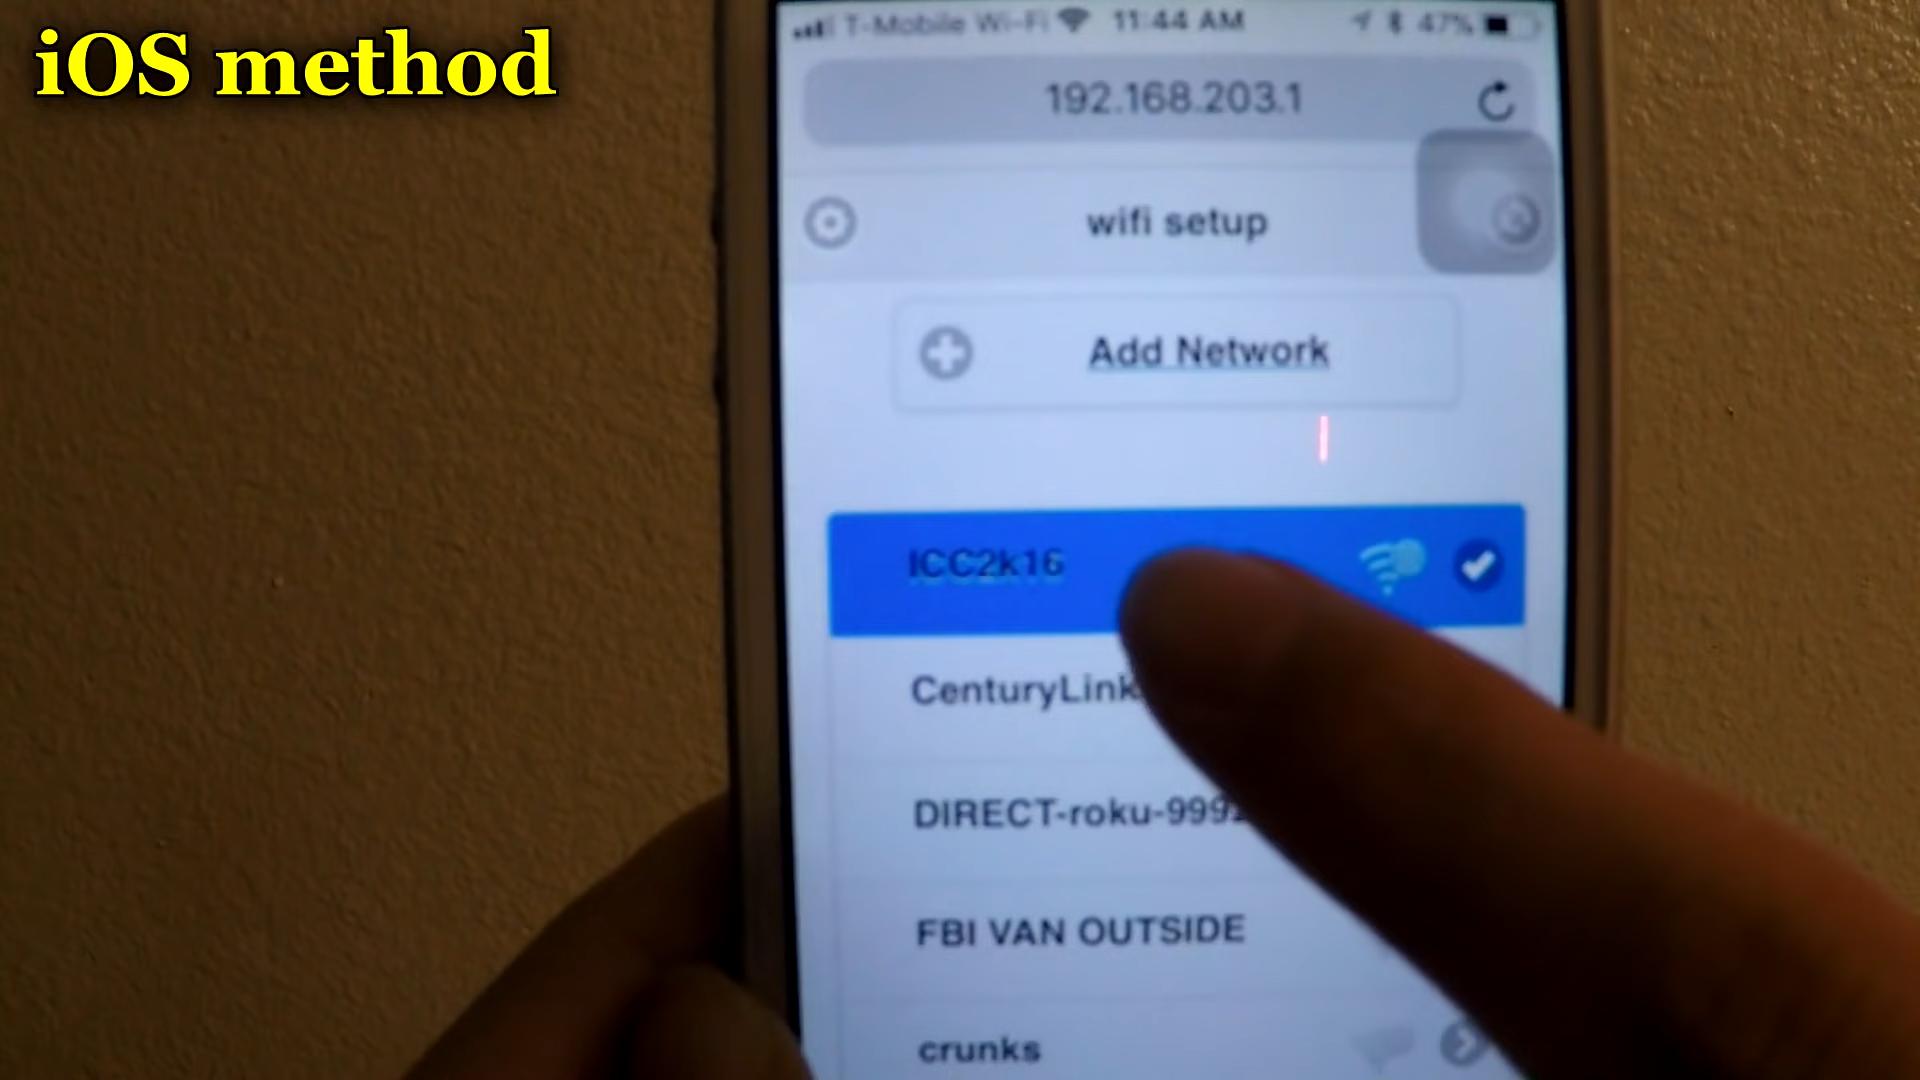 iOS method
T-Mobile Wi-Fi 11:44 AM 47%
192.168.203.1
wifi setup
Add Network
ICC2k16
CenturyLink
DIRECT-roku-999
FBI VAN OUTSIDE
crunks